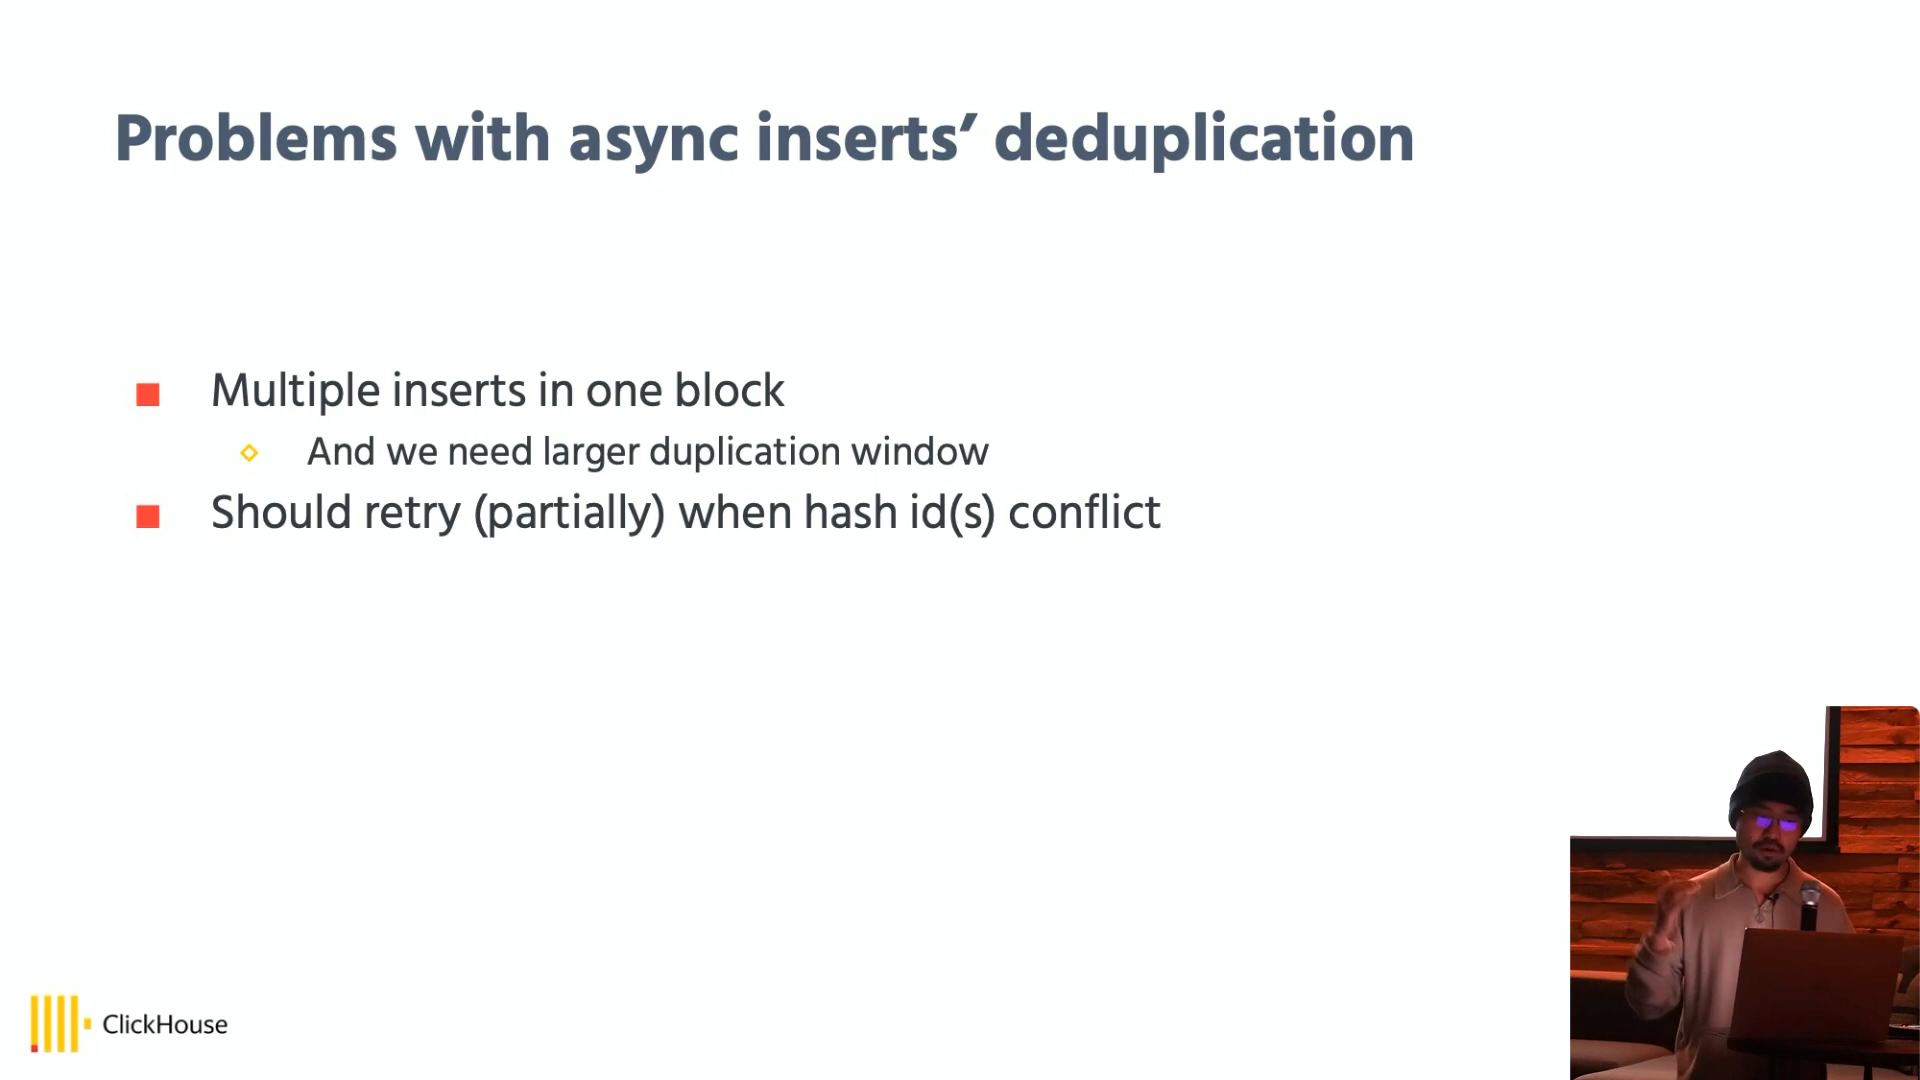 Problems with async inserts’ deduplication
Multiple inserts in one block
And we need larger duplication window
Should retry (partially) when hash id(s) conflict
ClickHouse